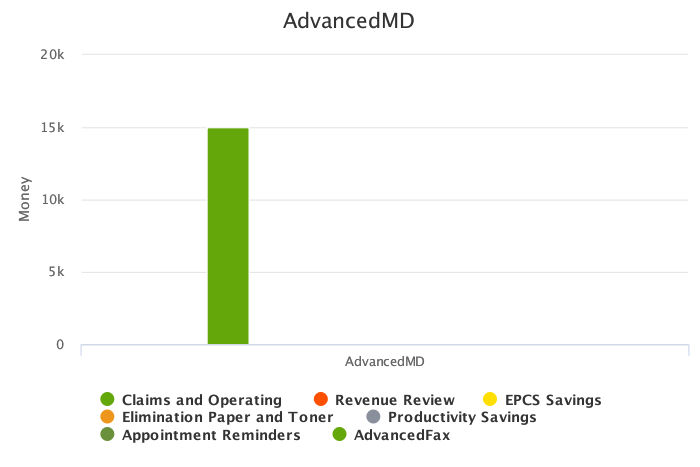 AdvancedMD
20k
15k
10k
5k
0
Money
AdvancedMD
Claims and Operating Revenue Review EPCS Savings
Elimination Paper and Toner Productivity Savings
Appointment Reminders AdvancedFax